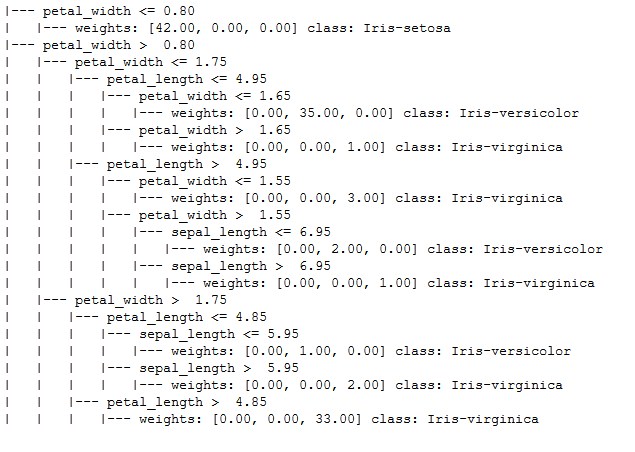 |--- petal_width <= 0.80
|   |--- weights: [42.00, 0.00, 0.00] class: Iris-setosa
|--- petal_width >  0.80
|   |--- petal_width <= 1.75
|   |   |--- petal_length <= 4.95
|   |   |   |--- petal_width <= 1.65
|   |   |   |   |--- weights: [0.00, 35.00, 0.00] class: Iris-versicolor
|   |   |   |--- petal_width >  1.65
|   |   |   |   |--- weights: [0.00, 0.00, 1.00] class: Iris-virginica
|   |   |--- petal_length >  4.95
|   |   |   |--- petal_width <= 1.55
|   |   |   |   |--- weights: [0.00, 0.00, 3.00] class: Iris-virginica
|   |   |   |--- petal_width >  1.55
|   |   |   |   |--- sepal_length <= 6.95
|   |   |   |   |   |--- weights: [0.00, 2.00, 0.00] class: Iris-versicolor
|   |   |   |   |--- sepal_length >  6.95
|   |   |   |   |   |--- weights: [0.00, 0.00, 1.00] class: Iris-virginica
|   |--- petal_width >  1.75
|   |   |--- petal_length <= 4.85
|   |   |   |--- sepal_length <= 5.95
|   |   |   |   |--- weights: [0.00, 1.00, 0.00] class: Iris-versicolor
|   |   |   |--- sepal_length >  5.95
|   |   |   |   |--- weights: [0.00, 0.00, 2.00] class: Iris-virginica
|   |   |--- petal_length >  4.85
|   |   |   |--- weights: [0.00, 0.00, 33.00] class: Iris-virginica